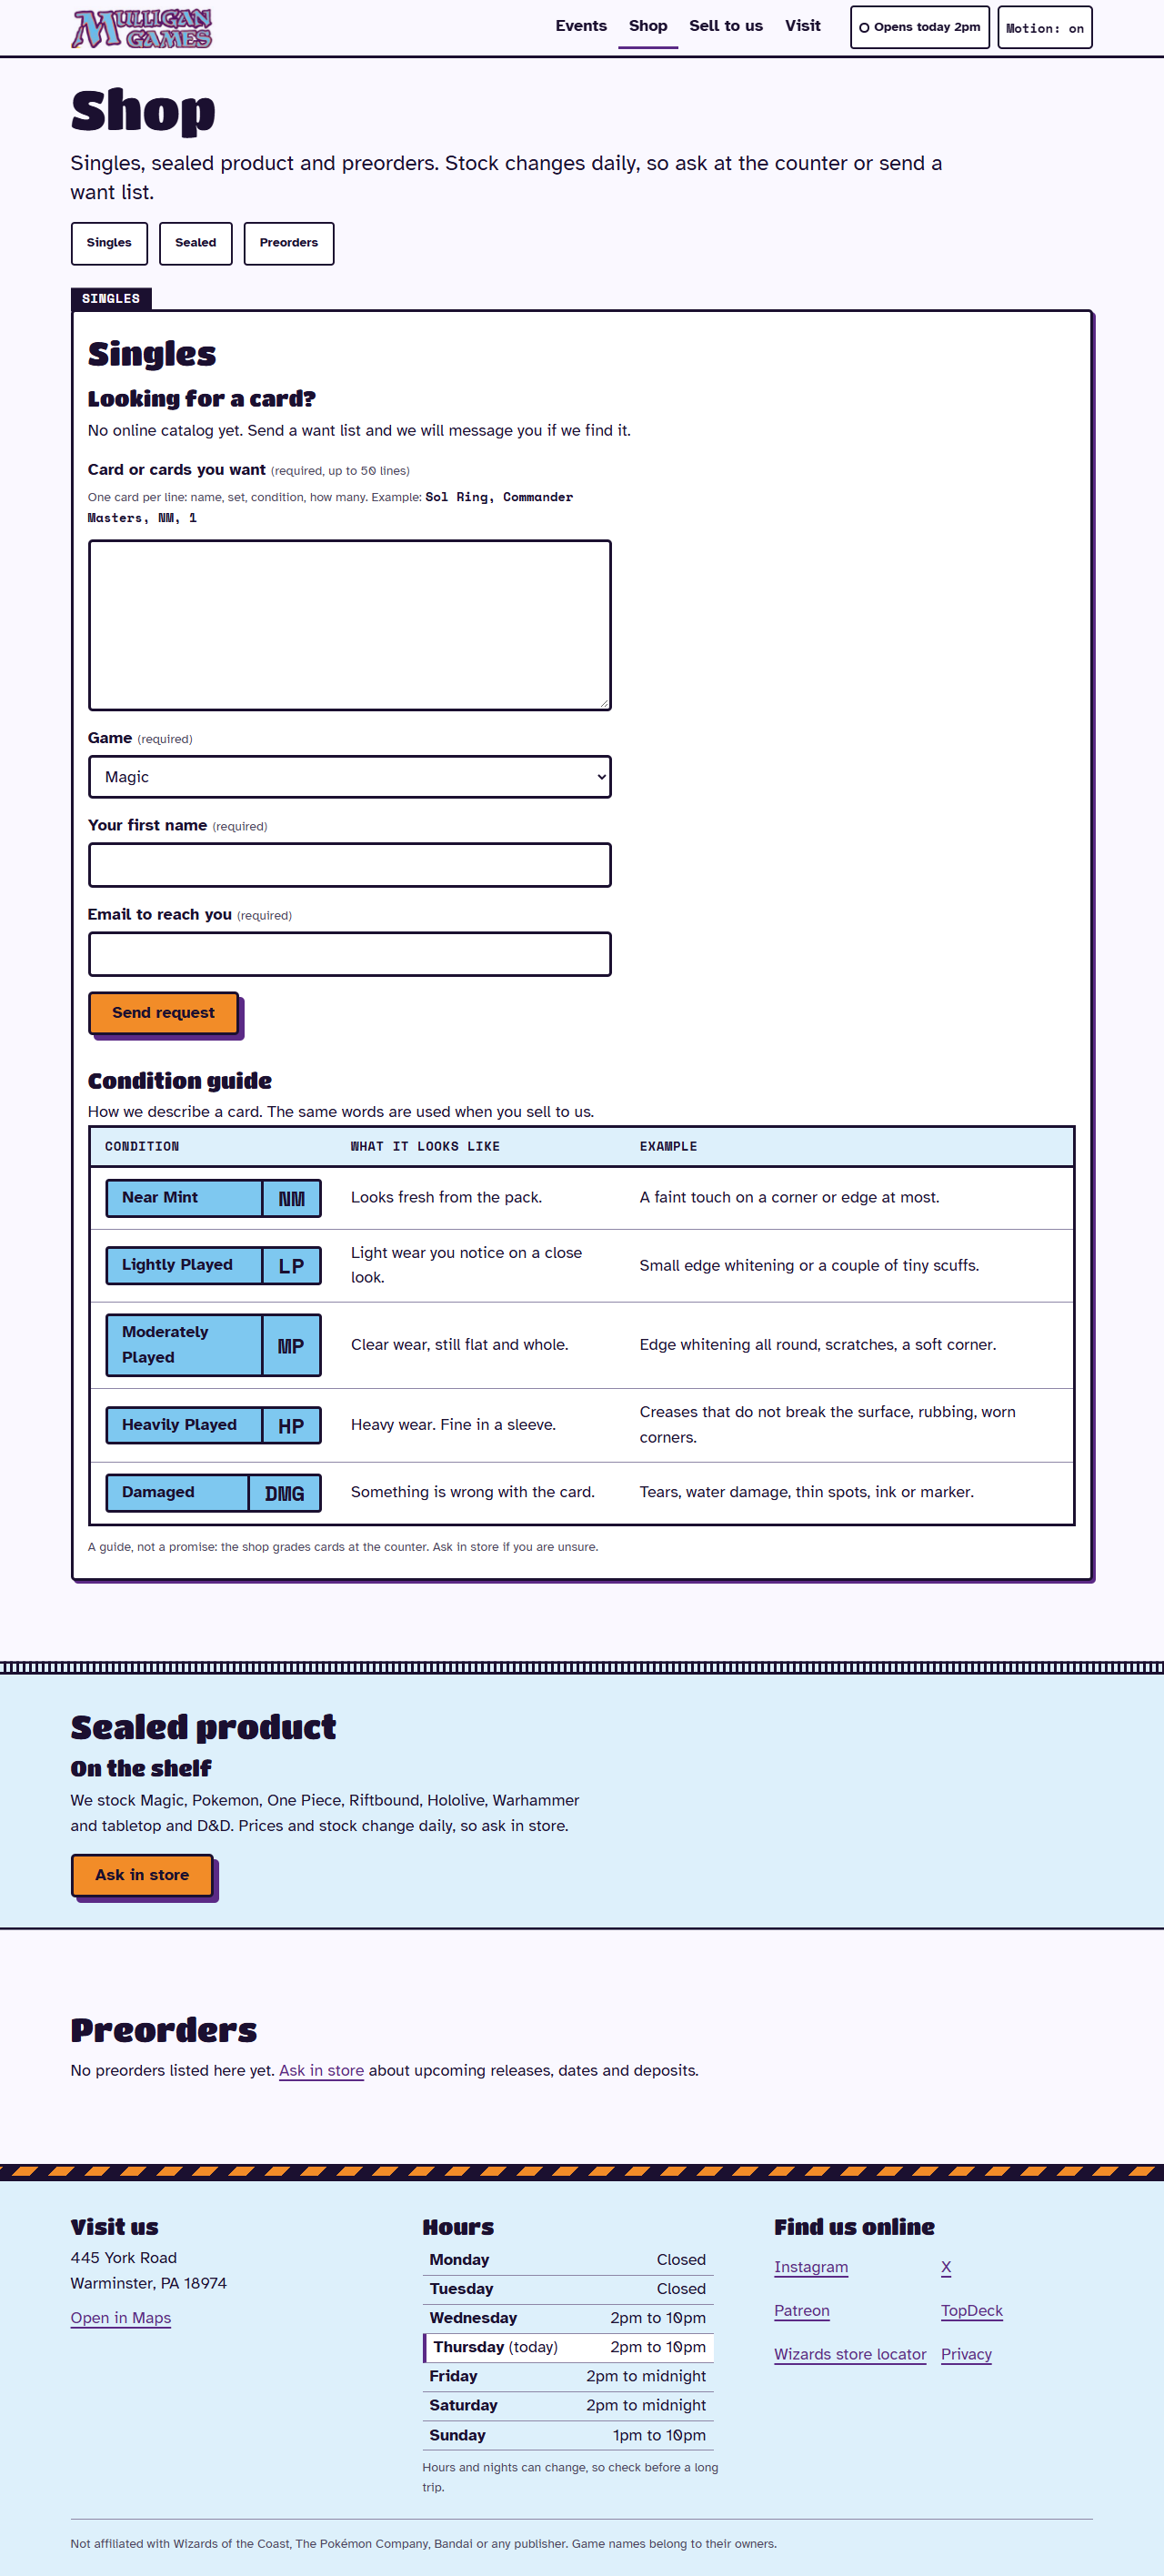 MULLIGAN GAMES
Events Shop Sell to us Visit Opens today 2pm Motion: on
Shop
Singles, sealed product and preorders. Stock changes daily, so ask at the counter or send a
want list.
Singles Sealed Preorders
SINGLES
Singles
Looking for a card?
No online catalog yet. Send a want list and we will message you if we find it.
Card or cards you want (required, up to 50 lines)
One card per line: name, set, condition, how many. Example: Sol Ring, Commander
Masters, NM, 1
Game (required)
Magic
Your first name (required)
Email to reach you (required)
Send request
Condition guide
How we describe a card. The same words are used when you sell to us.
CONDITION WHAT IT LOOKS LIKE EXAMPLE
Near Mint NM Looks fresh from the pack. A faint touch on a corner or edge at most.
Lightly Played LP Light wear you notice on a close
look. Small edge whitening or a couple of tiny scuffs.
Moderately
Played MP Clear wear, still flat and whole. Edge whitening all round, scratches, a soft corner.
Heavily Played HP Heavy wear. Fine in a sleeve. Creases that do not break the surface, rubbing, worn
corners.
Damaged DMG Something is wrong with the card. Tears, water damage, thin spots, ink or marker.
A guide, not a promise: the shop grades cards at the counter. Ask in store if you are unsure.
Sealed product
On the shelf
We stock Magic, Pokemon, One Piece, Riftbound, Hololive, Warhammer
and tabletop and D&D. Prices and stock change daily, so ask in store.
Ask in store
Preorders
No preorders listed here yet. Ask in store about upcoming releases, dates and deposits.
Visit us
445 York Road
Warminster, PA 18974
Open in Maps
Hours
Monday Closed
Tuesday Closed
Wednesday 2pm to 10pm
Thursday (today) 2pm to 10pm
Friday 2pm to midnight
Saturday 2pm to midnight
Sunday 1pm to 10pm
Hours and nights can change, so check before a long
trip.
Find us online
Instagram X
Patreon TopDeck
Wizards store locator Privacy
Not affiliated with Wizards of the Coast, The Pokémon Company, Bandai or any publisher. Game names belong to their owners.